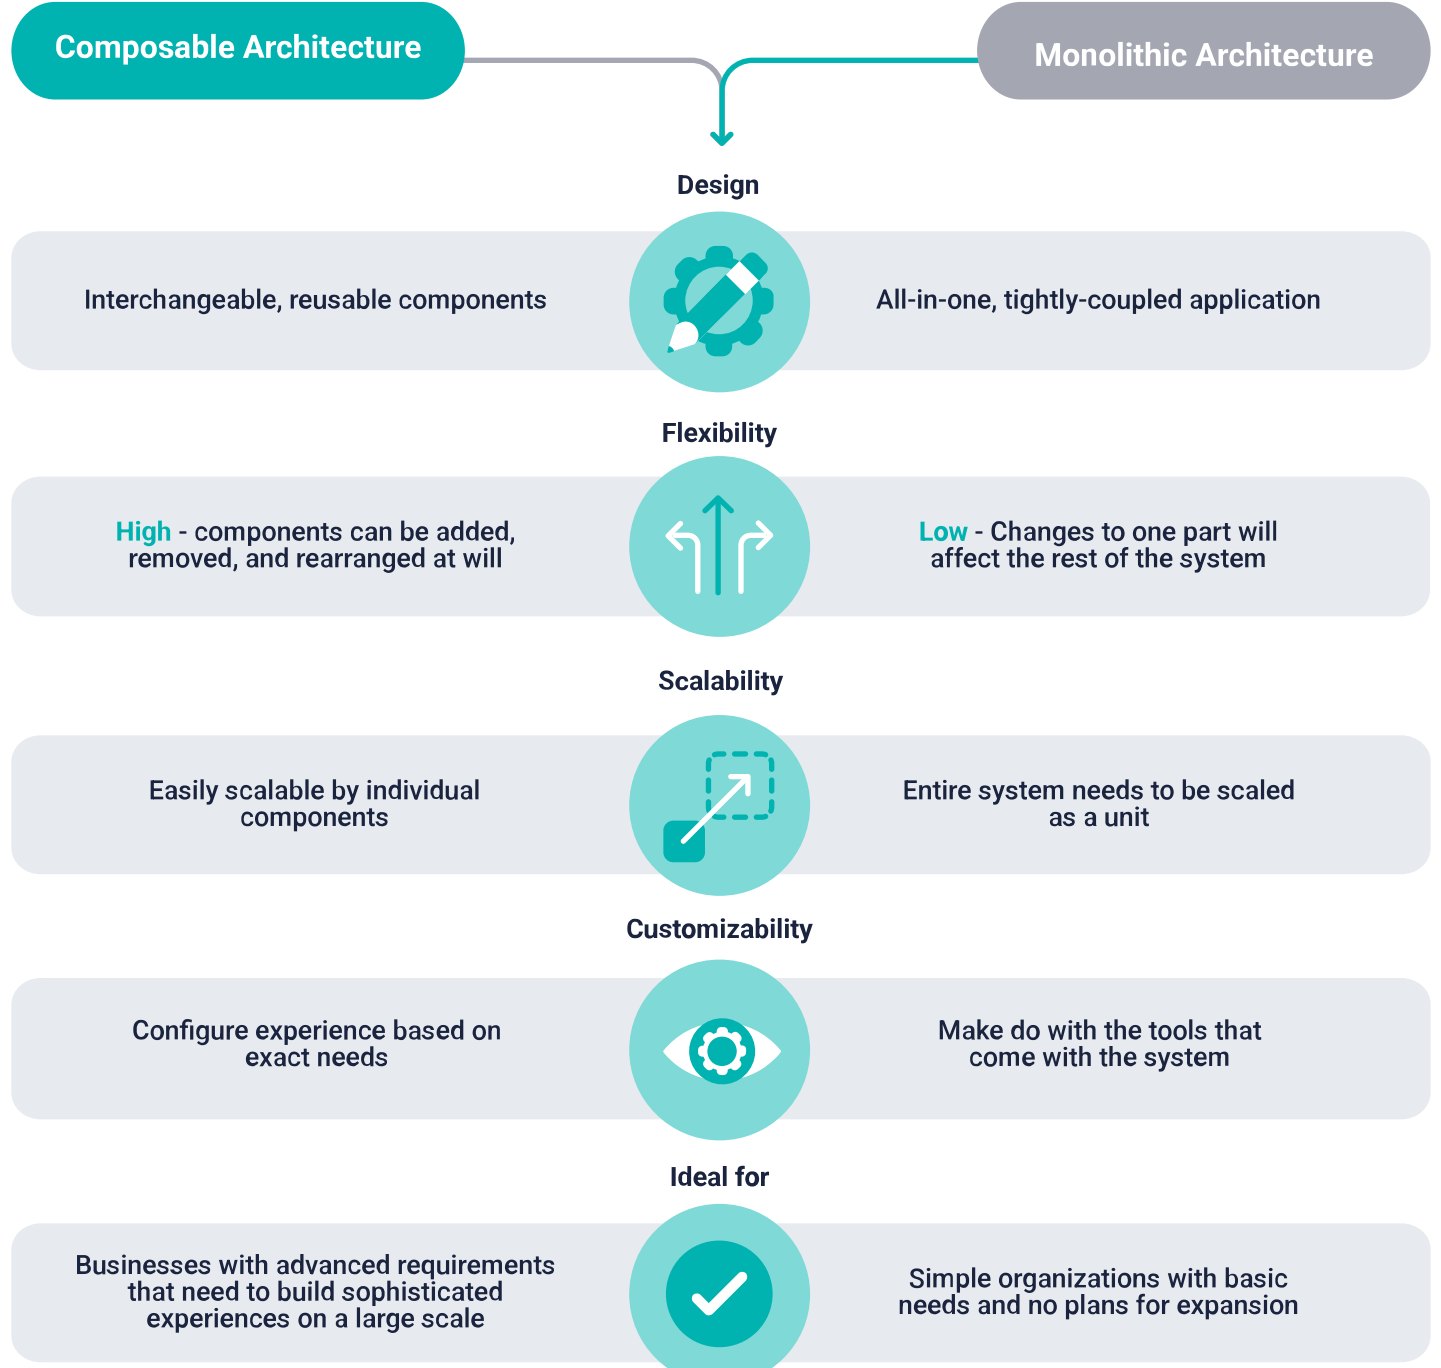 Composable Architecture
Monolithic Architecture
Design
Interchangeable, reusable components
All-in-one, tightly-coupled application
Flexibility
High - components can be added,
removed, and rearranged at will
Low - Changes to one part will
affect the rest of the system
Scalability
Easily scalable by individual
components
Entire system needs to be scaled
as a unit
Customizability
Configure experience based on
exact needs
Make do with the tools that
come with the system
Ideal for
Businesses with advanced requirements
that need to build sophisticated
experiences on a large scale
Simple organizations with basic
needs and no plans for expansion